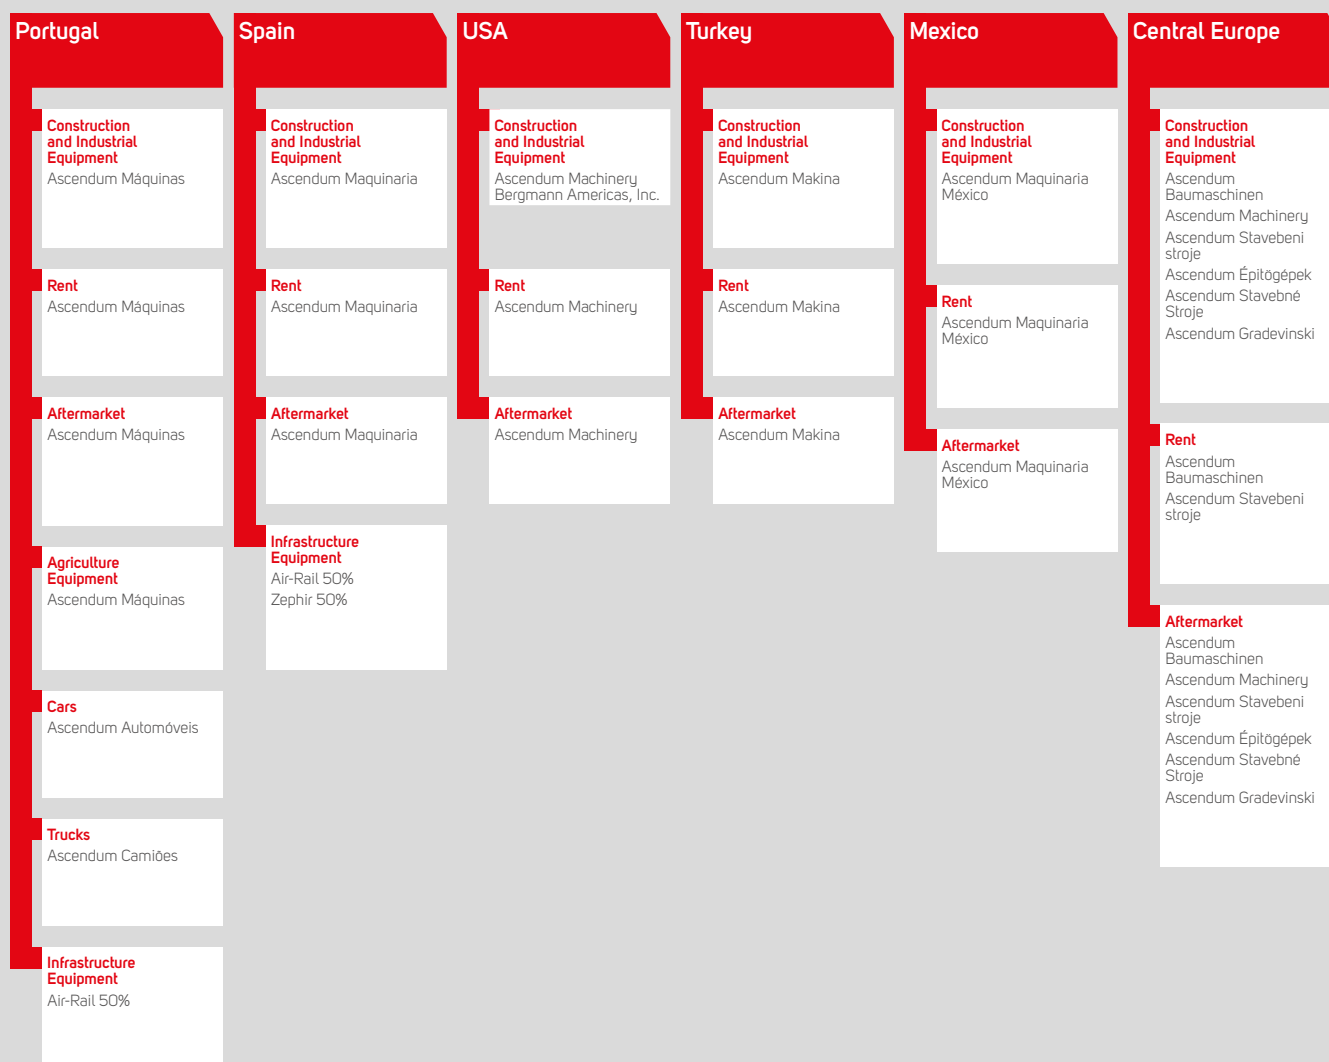 Portugal
Construction
and Industrial
Equipment
Ascendum Máquinas
Rent
Ascendum Máquinas
Aftermarket
Ascendum Máquinas
Agriculture
Equipment
Ascendum Máquinas
Cars
Ascendum Automóveis
Trucks
Ascendum Camiões
Infrastructure
Equipment
Air-Rail 50%
Spain
Construction
and Industrial
Equipment
Ascendum Maquinaria
Rent
Ascendum Maquinaria
Aftermarket
Ascendum Maquinaria
Infrastructure
Equipment
Air-Rail 50%
Zephir 50%
USA
Construction
and Industrial
Equipment
Ascendum Machinery
Bergmann Americas, Inc.
Rent
Ascendum Machinery
Aftermarket
Ascendum Machinery
Turkey
Construction
and Industrial
Equipment
Ascendum Makina
Rent
Ascendum Makina
Aftermarket
Ascendum Makina
Mexico
Construction
and Industrial
Equipment
Ascendum Maquinaria
México
Rent
Ascendum Maquinaria
México
Aftermarket
Ascendum Maquinaria
México
Central Europe
Construction
and Industrial
Equipment
Ascendum
Baumaschinen
Ascendum Machinery
Ascendum Stavebeni
stroje
Ascendum Épitögépek
Ascendum Stavebné
Stroje
Ascendum Gradevinski
Rent
Ascendum
Baumaschinen
Ascendum Stavebeni
stroje
Aftermarket
Ascendum
Baumaschinen
Ascendum Machinery
Ascendum Stavebeni
stroje
Ascendum Épitögépek
Ascendum Stavebné
Stroje
Ascendum Gradevinski